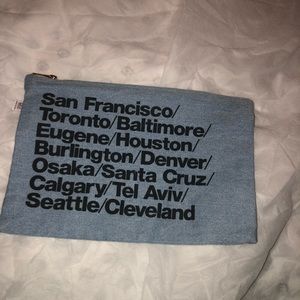 San Francisco/
Toronto/Baltimore/
Eugene/Houston/
Burlington/Denver/
Osaka/Santa Cruz/
Calgary/Tel Aviv/
Seattle/Cleveland